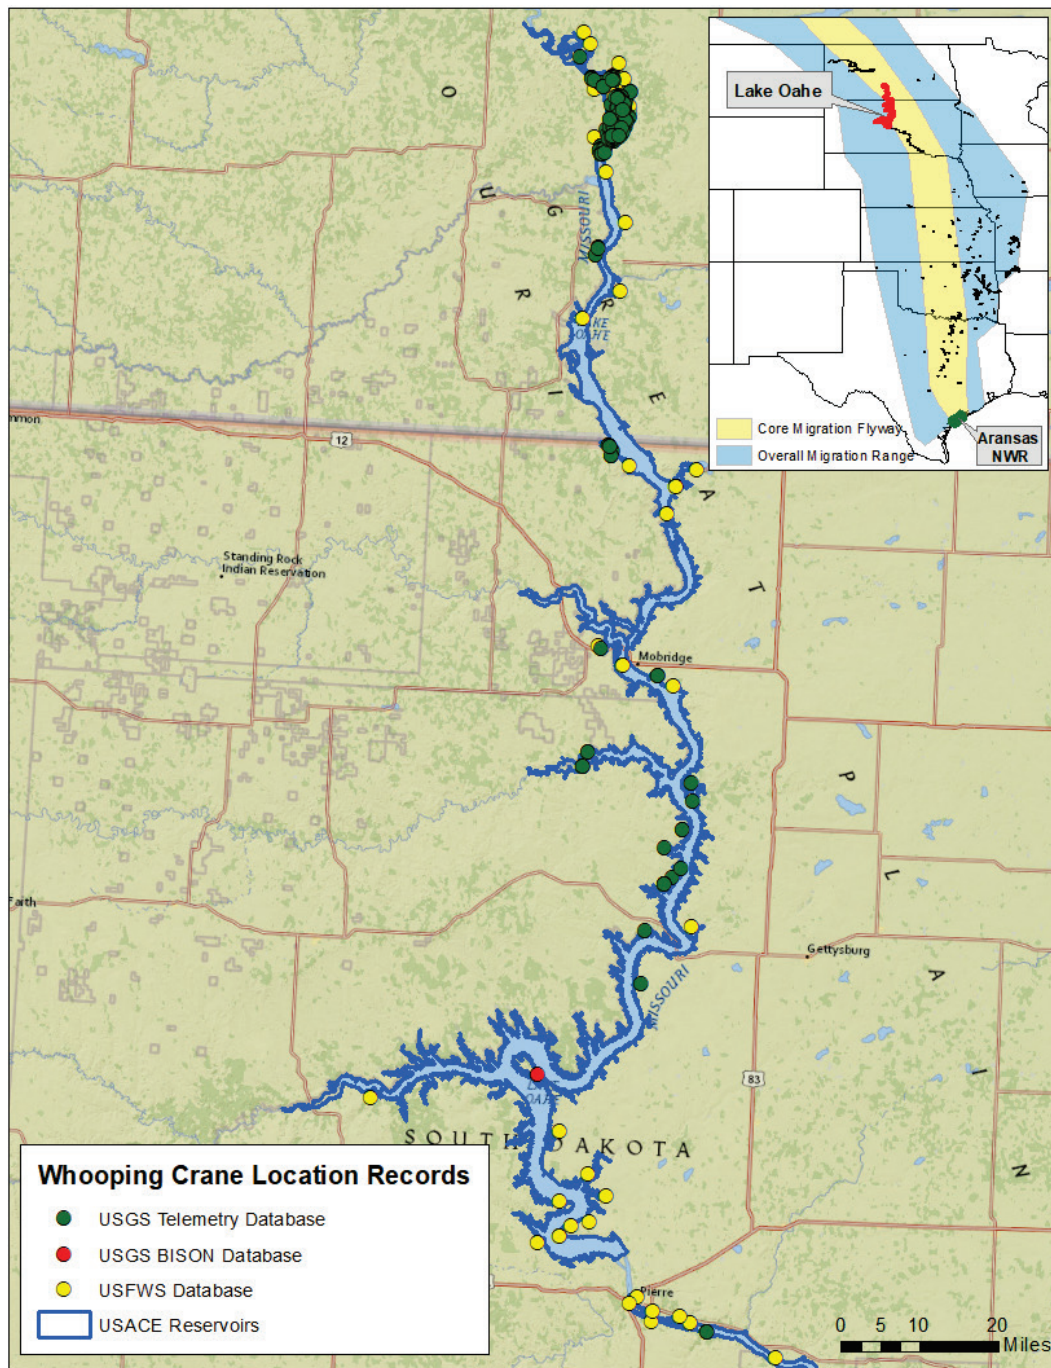 Lake Oahe
Core Migration Flyway
Overall Migration Range
Aransas
NWR
O
U
G
R
R
I
E
A
T
P
L
A
I
N
MISSOURI
LAKE
OAHE
mmon
12
Standing Rock
Indian Reservation
Mobridge
Faith
Gettysburg
MISSOURI
83
OAHE
SOUTH DAKOTA
Pierre
Whooping Crane Location Records
USGS Telemetry Database
USGS BISON Database
USFWS Database
USACE Reservoirs
0 5 10 20
Miles